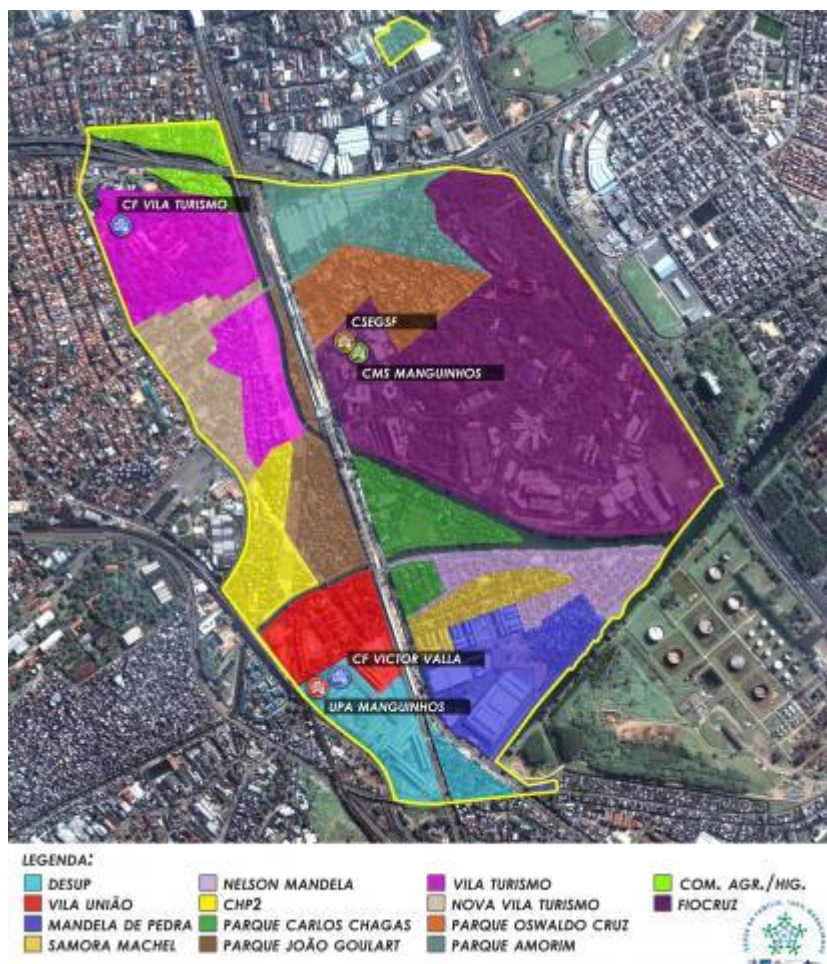 CF VILA TURISMO
CSEGSF
CMS MANGUINHOS
CF VICTOR VALLA
UPA MANGUINHOS
LEGENDA:
DESUP
VILA UNIÃO
MANDELA DE PEDRA
SAMORA MACHEL
NELSON MANDELA
CHP2
PARQUE CARLOS CHAGAS
PARQUE JOÃO GOULART
VILA TURISMO
NOVA VILA TURISMO
PARQUE OSWALDO CRUZ
PARQUE AMORIM
COM. AGR./HIG.
FIOCRUZ